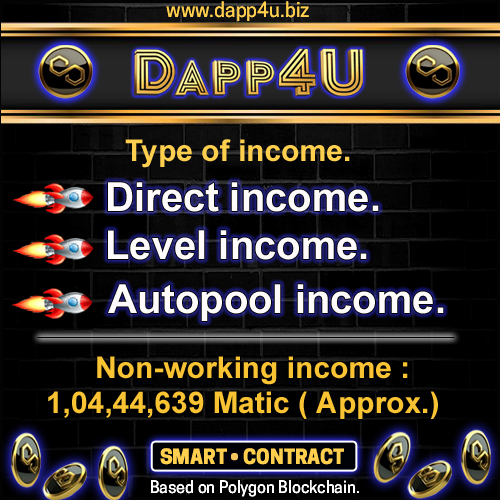 www.dapp4u.biz
DAPP4U
Type of income.
Direct income.
Level income.
Autopool income.
Non-working income :
1,04,44,639 Matic ( Approx.)
SMART • CONTRACT
Based on Polygon Blockchain.